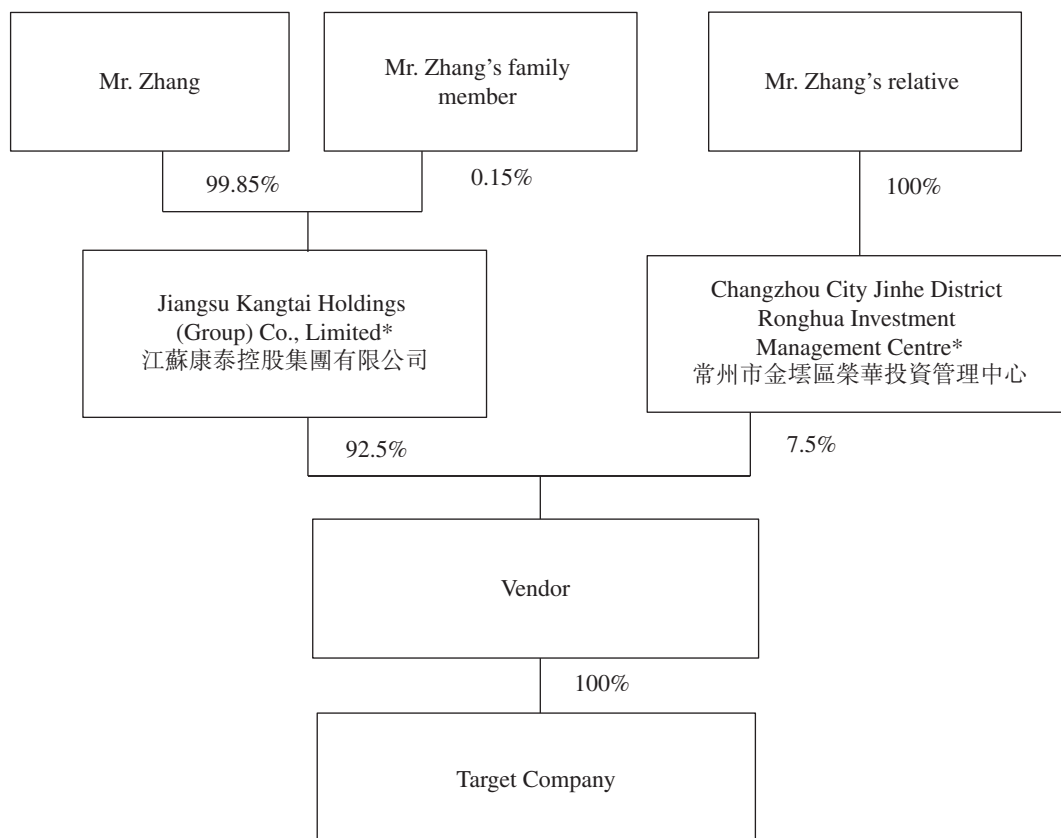 Mr. Zhang
Mr. Zhang's family
member
Mr. Zhang's relative
99.85%
0.15%
100%
Jiangsu Kangtai Holdings
(Group) Co., Limited*
江蘇康泰控股集團有限公司
Changzhou City Jinhe District
Ronghua Investment
Management Centre*
常州市金壇區榮華投資管理中心
92.5%
7.5%
Vendor
100%
Target Company